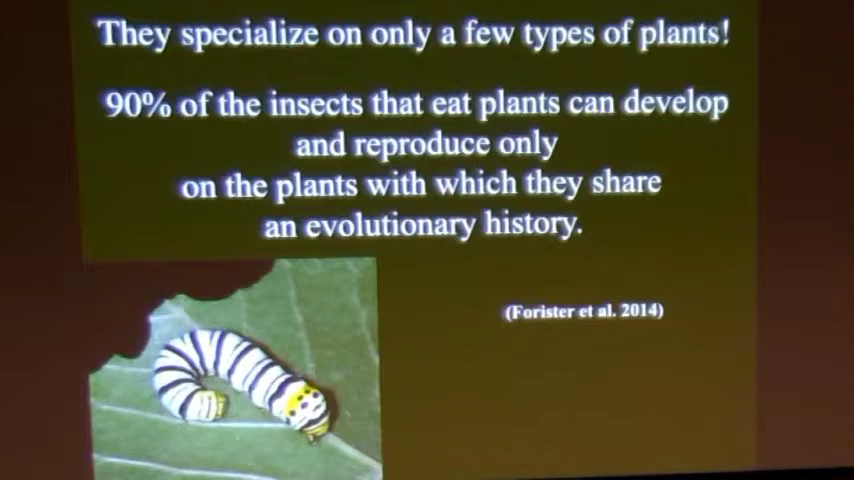 They specialize on only a few types of plants!
90% of the insects that eat plants can develop
and reproduce only
on the plants with which they share
an evolutionary history.
(Forister et al. 2014)